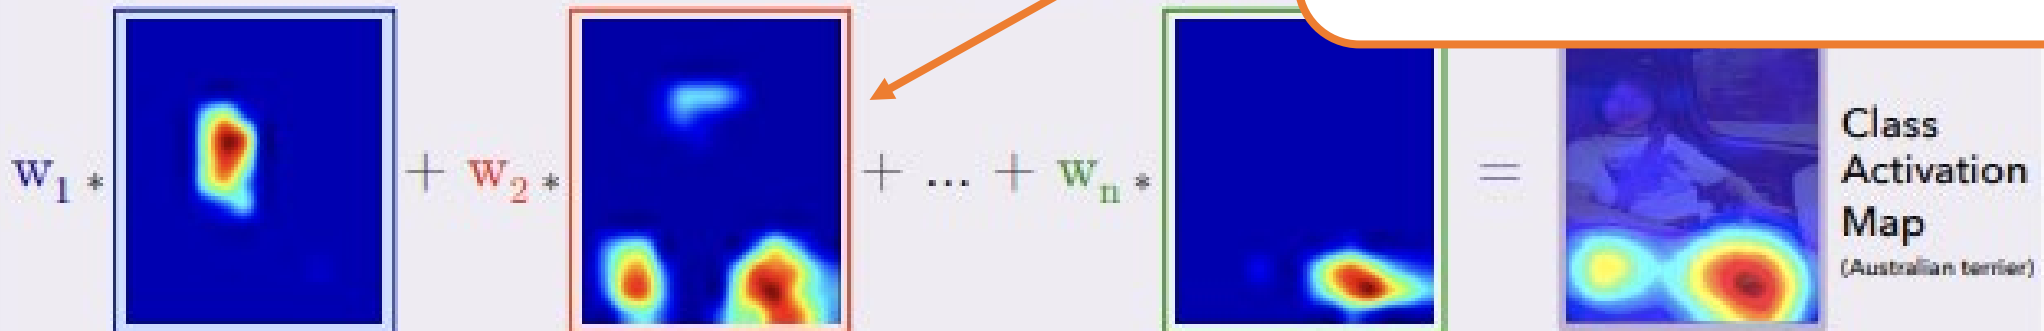 w₁ * + w₂ * + ... + wₙ * =
Class
Activation
Map
(Australian terrier)